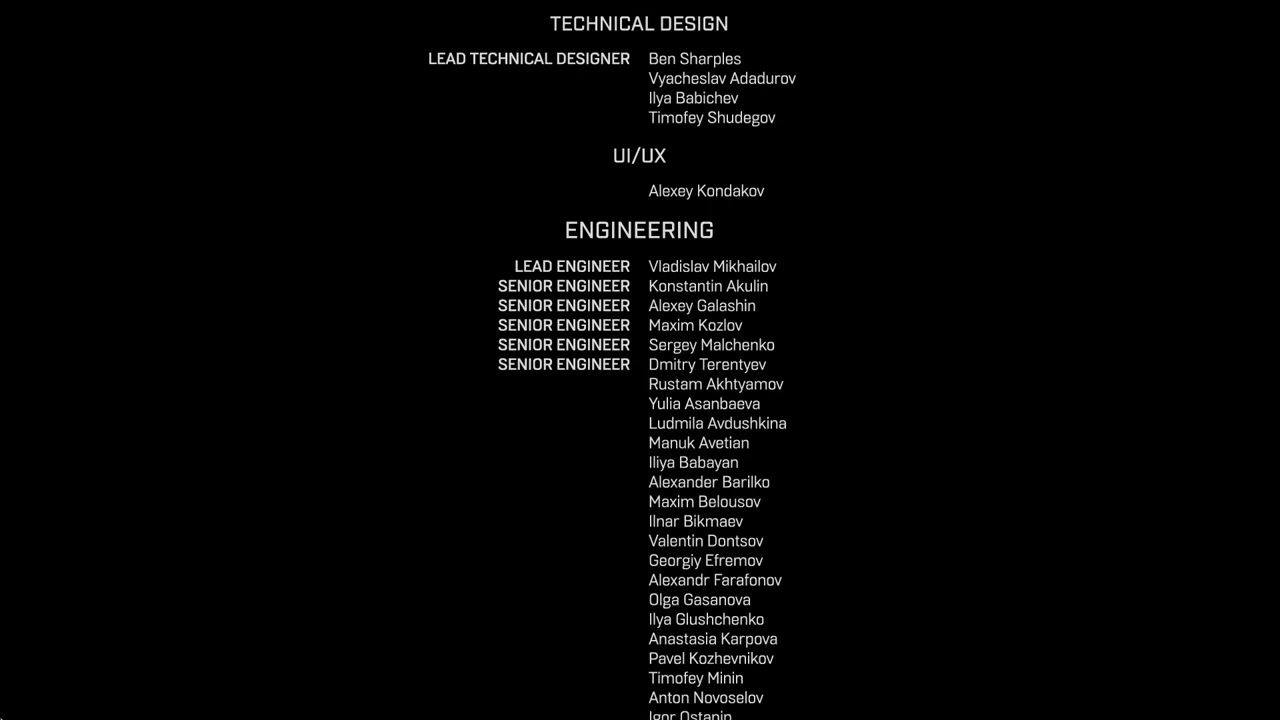 TECHNICAL DESIGN
LEAD TECHNICAL DESIGNER Ben Sharples
Vyacheslav Adadurov
Ilya Babichev
Timofey Shudegov
UI/UX
Alexey Kondakov
ENGINEERING
LEAD ENGINEER Vladislav Mikhailov
SENIOR ENGINEER Konstantin Akulin
SENIOR ENGINEER Alexey Galashin
SENIOR ENGINEER Maxim Kozlov
SENIOR ENGINEER Sergey Malchenko
SENIOR ENGINEER Dmitry Terentyev
Rustam Akhtyamov
Yulia Asanbaeva
Ludmila Avdushkina
Manuk Avetian
Iliya Babayan
Alexander Barilko
Maxim Belousov
Ilnar Bikmaev
Valentin Dontsov
Georgiy Efremov
Alexandr Farafonov
Olga Gasanova
Ilya Glushchenko
Anastasia Karpova
Pavel Kozhevnikov
Timofey Minin
Anton Novoselov
Igor Ostanin